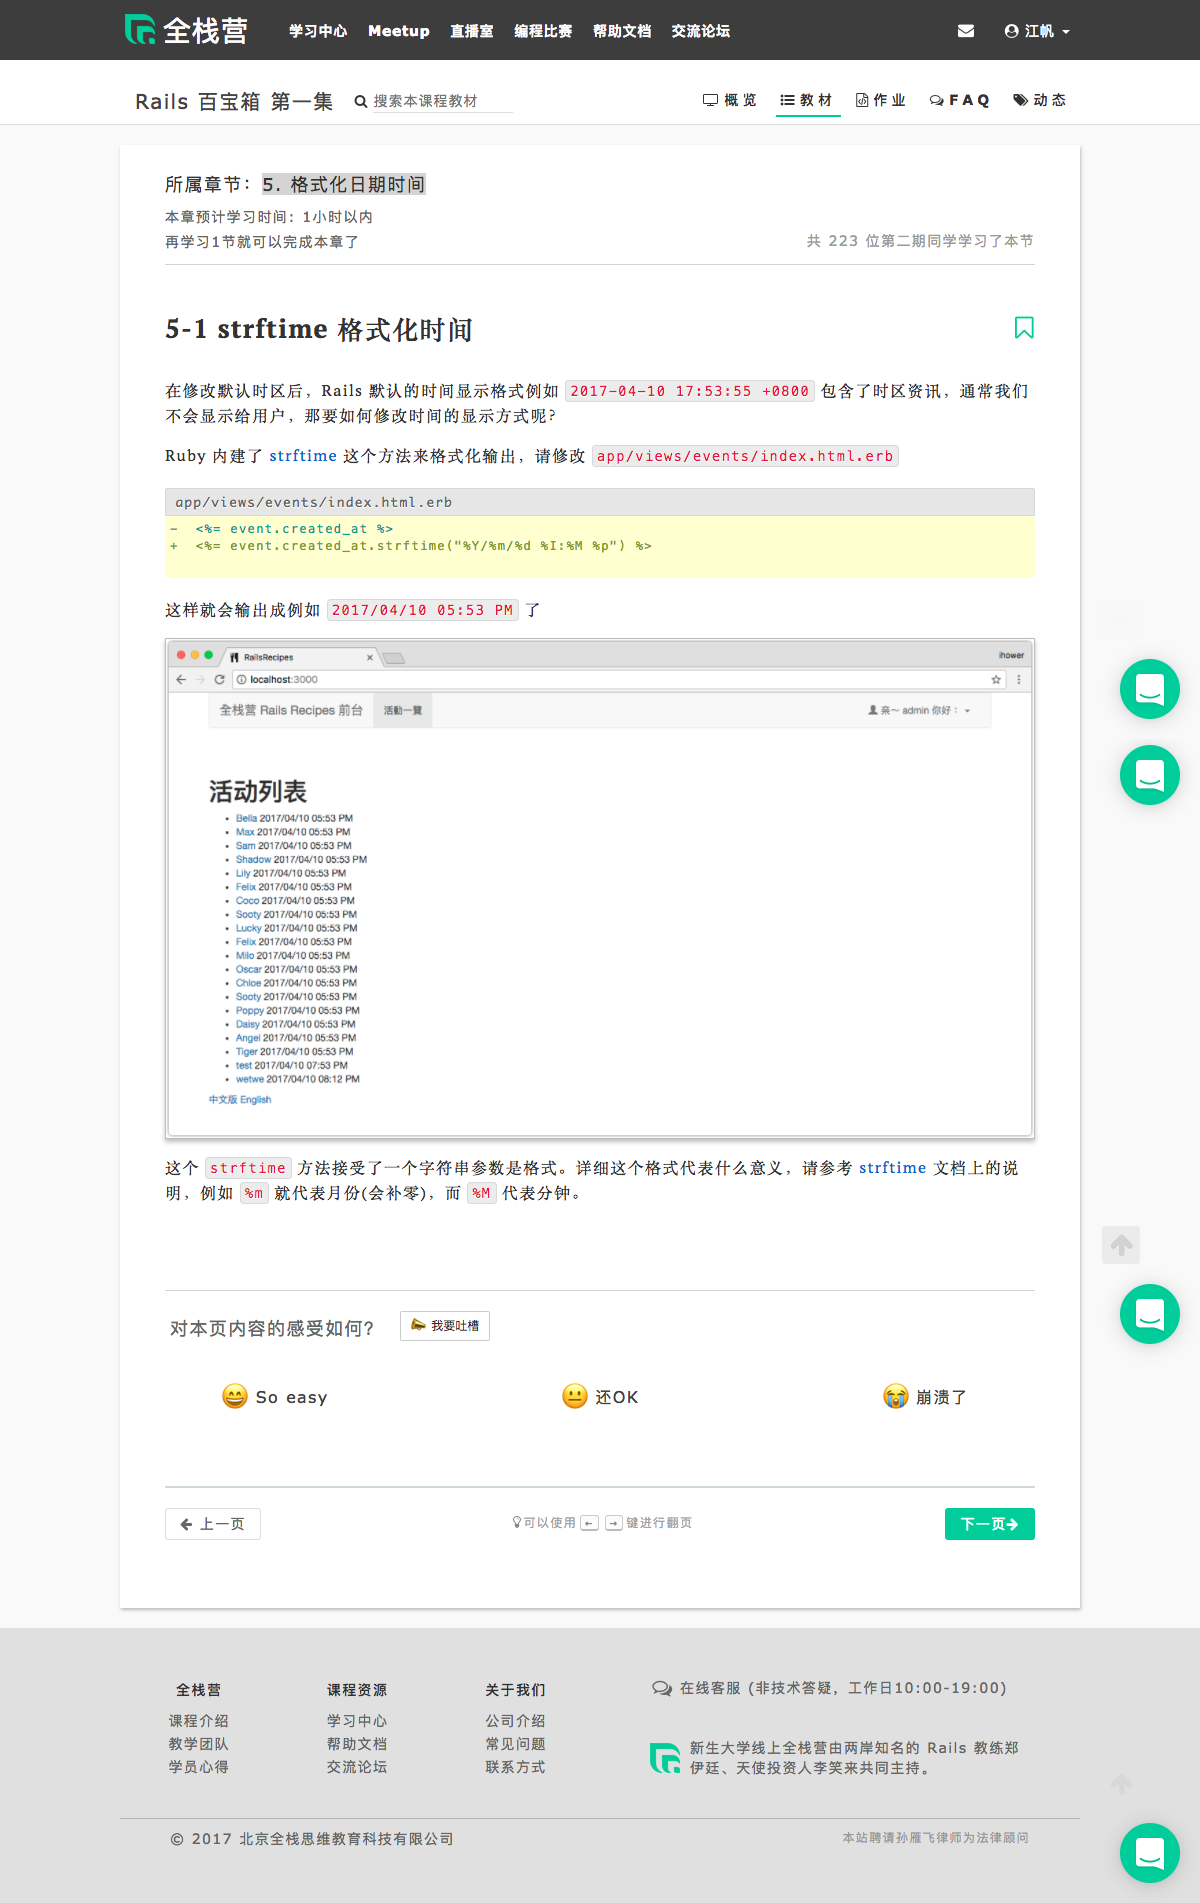 全栈营 学习中心 Meetup 直播室 编程比赛 帮助文档 交流论坛 江帆
Rails 百宝箱 第一集 搜索本课程教材 概览 教材 作业 FAQ 动态
所属章节：5. 格式化日期时间
本章预计学习时间：1小时以内
再学习1节就可以完成本章了 共 223 位第二期同学学习了本节
5-1 strftime 格式化时间
在修改默认时区后，Rails 默认的时间显示格式例如 2017-04-10 17:53:55 +0800 包含了时区资讯，通常我们
不会显示给用户，那要如何修改时间的显示方式呢？
Ruby 内建了 strftime 这个方法来格式化输出，请修改 app/views/events/index.html.erb
app/views/events/index.html.erb
- <%= event.created_at %>
+ <%= event.created_at.strftime("%Y/%m/%d %I:%M %p") %>
这样就会输出成例如 2017/04/10 05:53 PM 了
RailsRecipes ihower
localhost:3000
全栈营 Rails Recipes 前台 活動一覽 亲～ admin 你好：
活动列表
Bella 2017/04/10 05:53 PM
Max 2017/04/10 05:53 PM
Sam 2017/04/10 05:53 PM
Shadow 2017/04/10 05:53 PM
Lily 2017/04/10 05:53 PM
Felix 2017/04/10 05:53 PM
Coco 2017/04/10 05:53 PM
Sooty 2017/04/10 05:53 PM
Lucky 2017/04/10 05:53 PM
Felix 2017/04/10 05:53 PM
Milo 2017/04/10 05:53 PM
Oscar 2017/04/10 05:53 PM
Chloe 2017/04/10 05:53 PM
Sooty 2017/04/10 05:53 PM
Poppy 2017/04/10 05:53 PM
Daisy 2017/04/10 05:53 PM
Angel 2017/04/10 05:53 PM
Tiger 2017/04/10 05:53 PM
test 2017/04/10 07:53 PM
wetwe 2017/04/10 08:12 PM
中文版 English
这个 strftime 方法接受了一个字符串参数是格式。详细这个格式代表什么意义，请参考 strftime 文档上的说
明，例如 %m 就代表月份(会补零)，而 %M 代表分钟。
对本页内容的感受如何？ 我要吐槽
So easy 还OK 崩溃了
上一页 可以使用 ← → 键进行翻页 下一页
全栈营 课程资源 关于我们 在线客服 (非技术答疑，工作日10:00-19:00)
课程介绍 学习中心 公司介绍
教学团队 帮助文档 常见问题 新生大学线上全栈营由两岸知名的 Rails 教练郑
学员心得 交流论坛 联系方式 伊廷、天使投资人李笑来共同主持。
© 2017 北京全栈思维教育科技有限公司 本站聘请孙雁飞律师为法律顾问